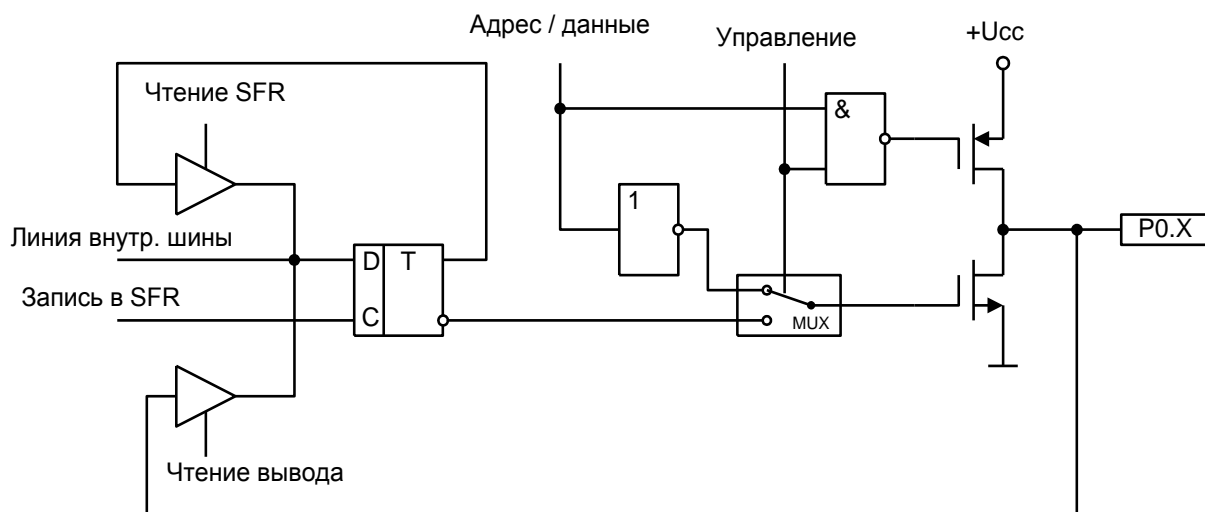 Адрес / данные
Управление
+Ucc
Чтение SFR
&
1
Линия внутр. шины
D T
P0.X
Запись в SFR
C
MUX
Чтение вывода